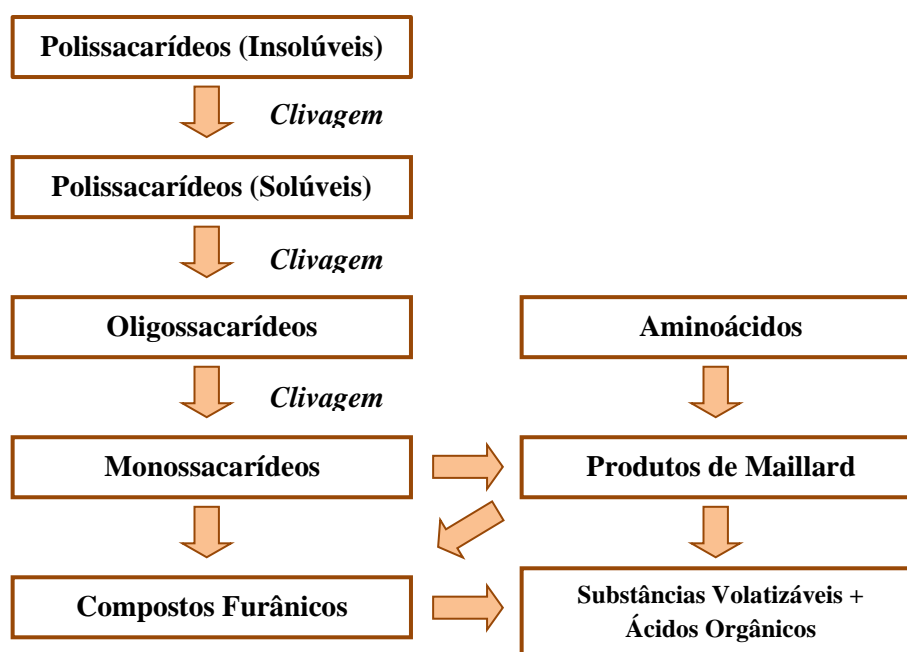 Polissacarídeos (Insolúveis)
Clivagem
Polissacarídeos (Solúveis)
Clivagem
Oligossacarídeos
Aminoácidos
Clivagem
Monossacarídeos
Produtos de Maillard
Compostos Furânicos
Substâncias Volatizáveis +
Ácidos Orgânicos